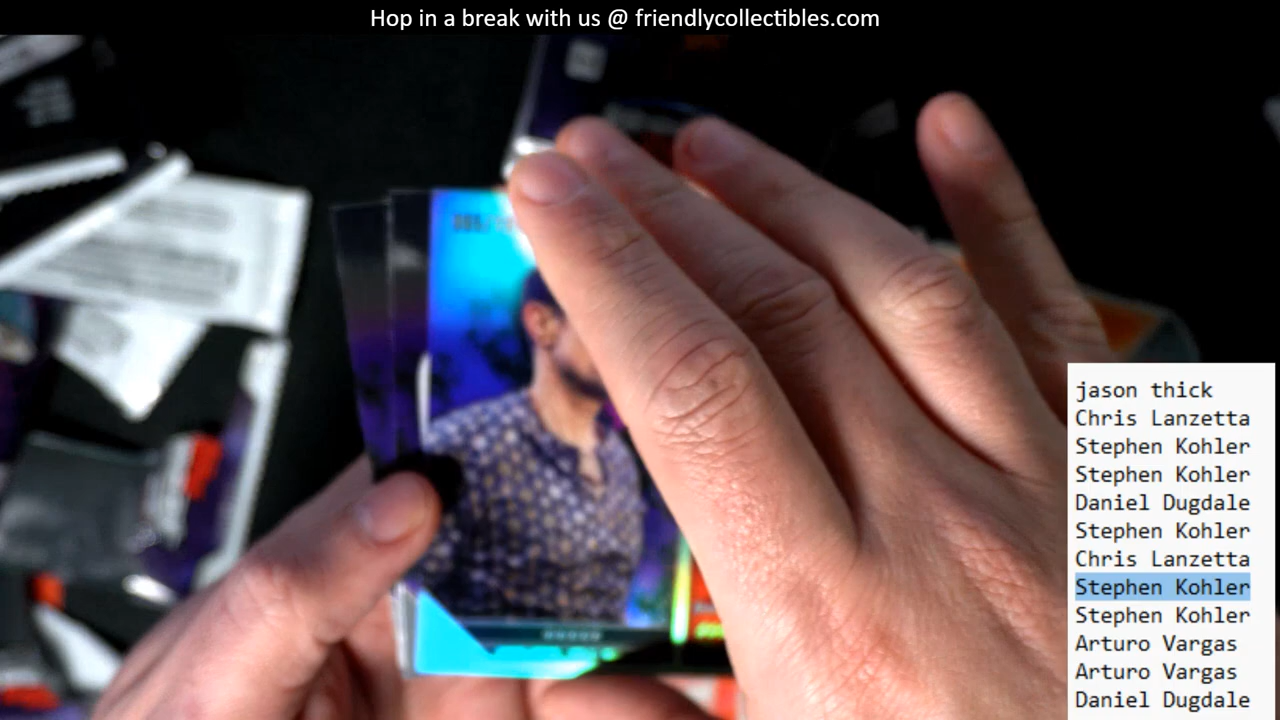 Hop in a break with us @ friendlycollectibles.com
jason thick
Chris Lanzetta
Stephen Kohler
Stephen Kohler
Daniel Dugdale
Stephen Kohler
Chris Lanzetta
Stephen Kohler
Stephen Kohler
Arturo Vargas
Arturo Vargas
Daniel Dugdale